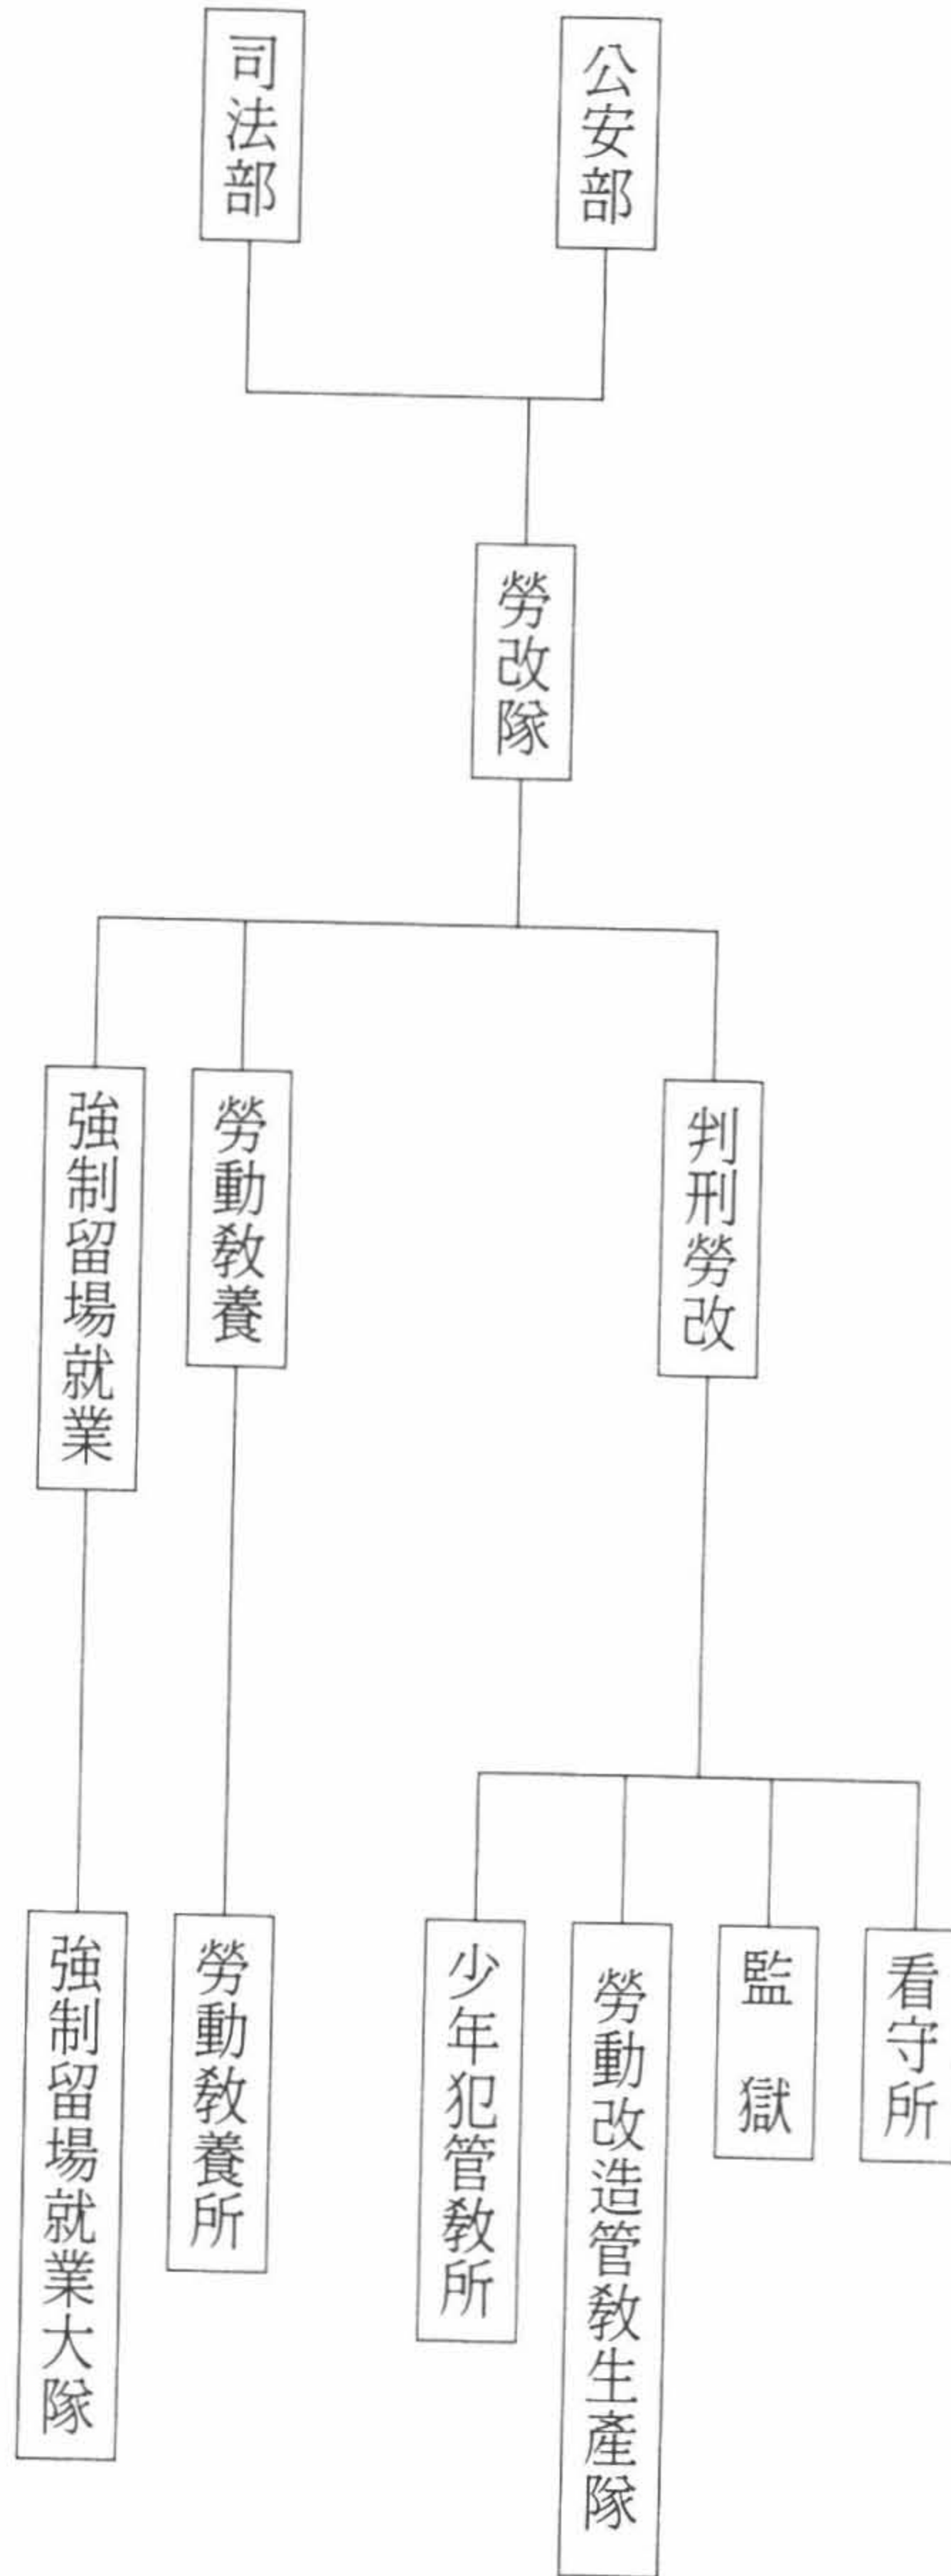 公安部
司法部
勞改隊
判刑勞改
勞動教養
強制留場就業
看守所
監獄
勞動改造管教生產隊
少年犯管教所
勞動教養所
強制留場就業大隊